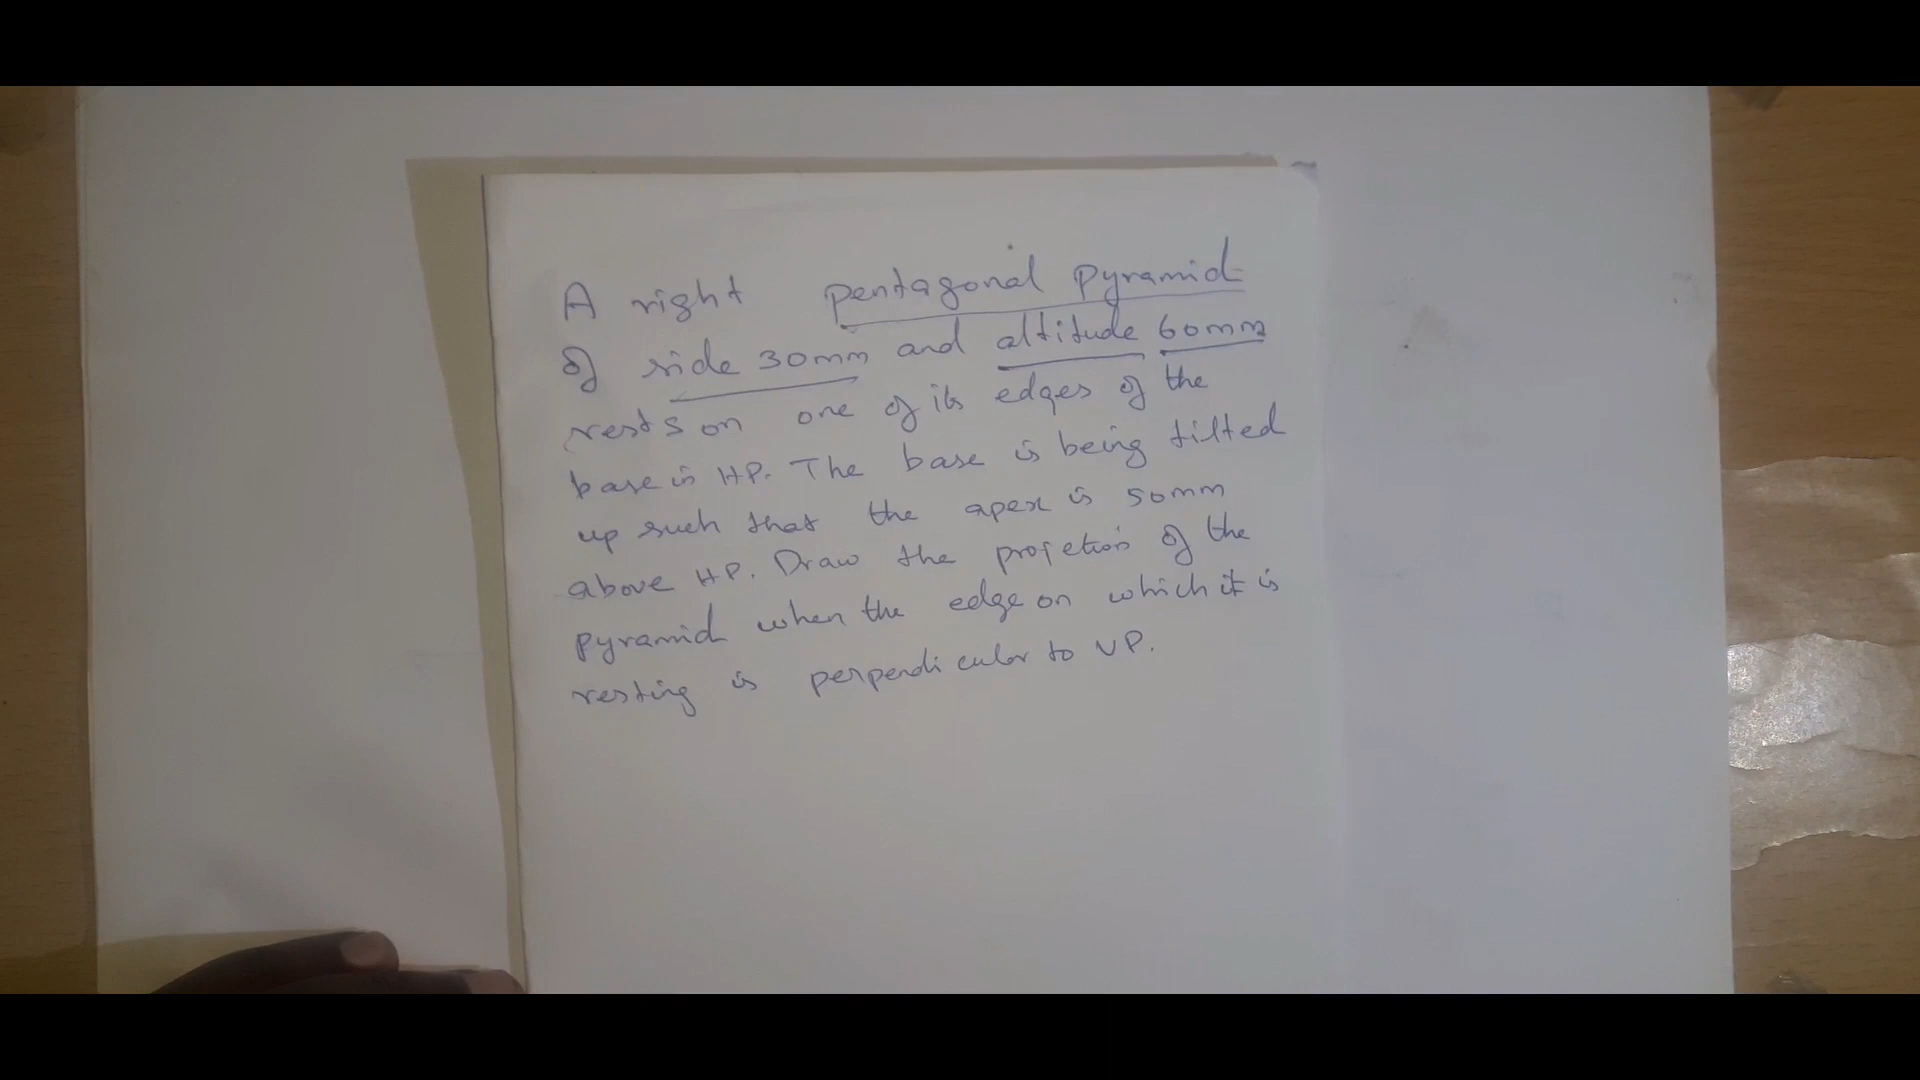 A right pentagonal pyramid
of side 30mm and altitude 60mm
rests on one of its edges of the
base is HP. The base is being tilted
up such that the apex is 50mm
above HP. Draw the projetion of the
pyramid when the edge on which it is
resting is perpendicular to VP.